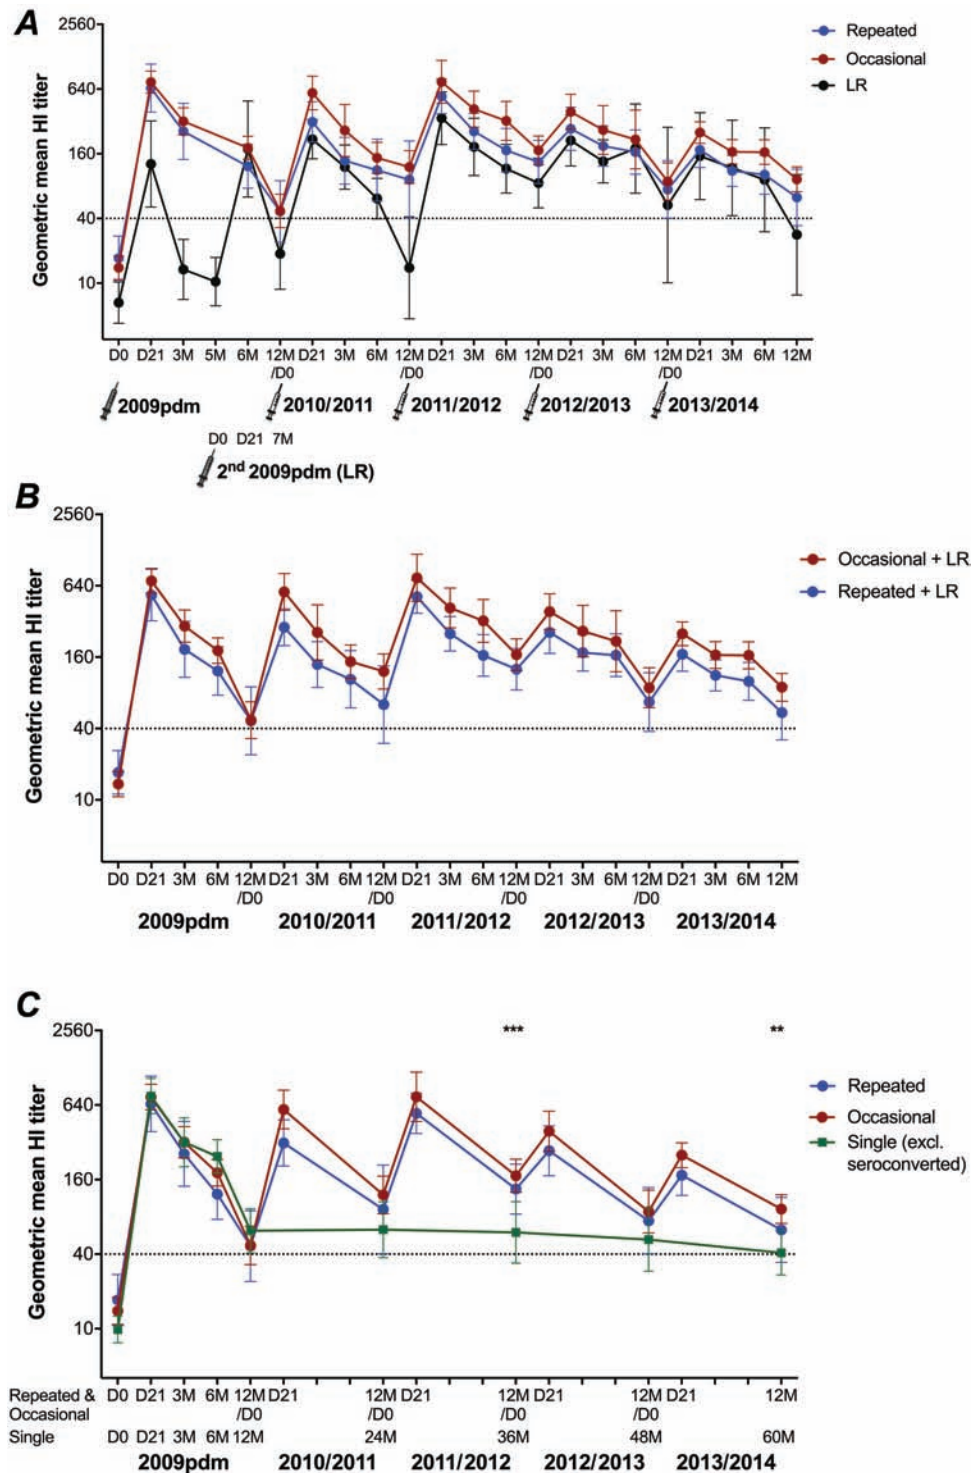 A
Geometric mean HI titer
2560
640
160
40
10
Repeated
Occasional
LR
D0 D21 3M 5M 6M 12M D21 3M 6M 12M D21 3M 6M 12M D21 3M 6M 12M D21 3M 6M 12M
/D0 /D0 /D0 /D0
2009pdm 2010/2011 2011/2012 2012/2013 2013/2014
D0 D21 7M
2nd 2009pdm (LR)
B
Geometric mean HI titer
2560
640
160
40
10
Occasional + LR
Repeated + LR
D0 D21 3M 6M 12M D21 3M 6M 12M D21 3M 6M 12M D21 3M 6M 12M D21 3M 6M 12M
/D0 /D0 /D0 /D0
2009pdm 2010/2011 2011/2012 2012/2013 2013/2014
C
Geometric mean HI titer
2560
640
160
40
10
*** **
Repeated
Occasional
Single (excl.
seroconverted)
Repeated & D0 D21 3M 6M 12M D21 12M D21 12M D21 12M D21 12M
Occasional /D0 /D0 /D0 /D0
Single D0 D21 3M 6M 12M 24M 36M 48M 60M
2009pdm 2010/2011 2011/2012 2012/2013 2013/2014